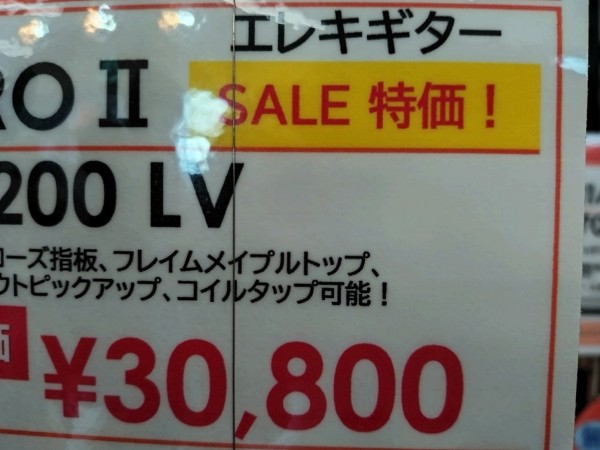 エレキギター
RO II
SALE 特価！
200 LV
ローズ指板、フレイムメイプルトップ、
ウトピックアップ、コイルタップ可能！
価 ¥30,800